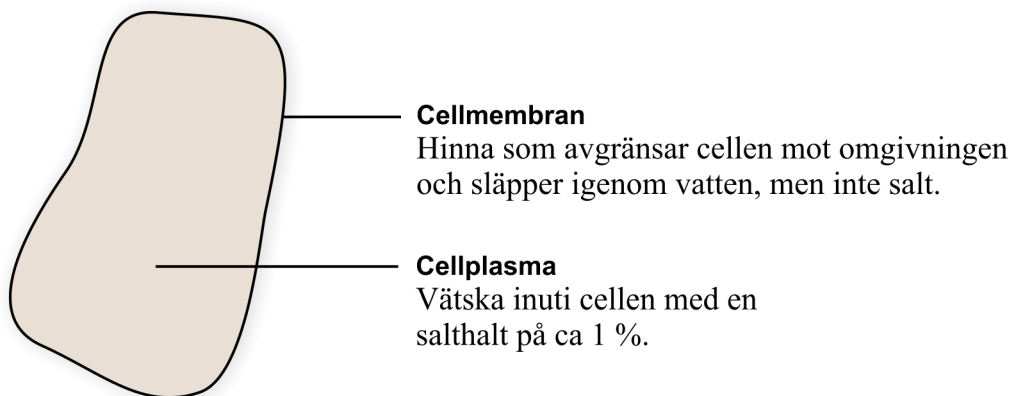 Cellmembran
Hinna som avgränsar cellen mot omgivningen
och släpper igenom vatten, men inte salt.
Cellplasma
Vätska inuti cellen med en
salthalt på ca 1 %.